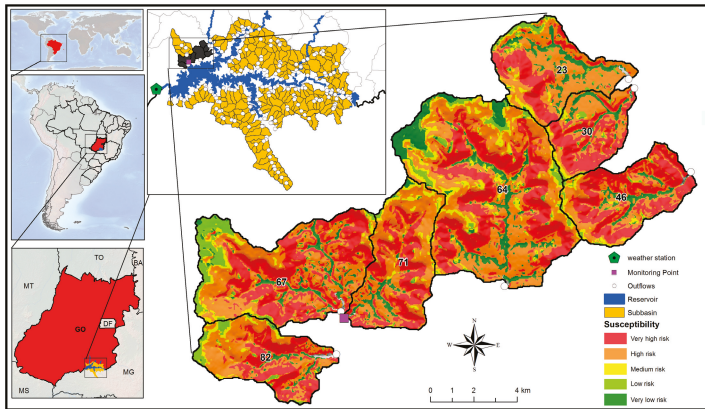 23
30
64
46
67
71
82
TO
BA
MT
GO
DF
MG
MS
weather station
Monitoring Point
Outflows
Reservoir
Subbasin
Susceptibility
Very high risk
High risk
Medium risk
Low risk
Very low risk
N
W
E
S
0
2
4 km